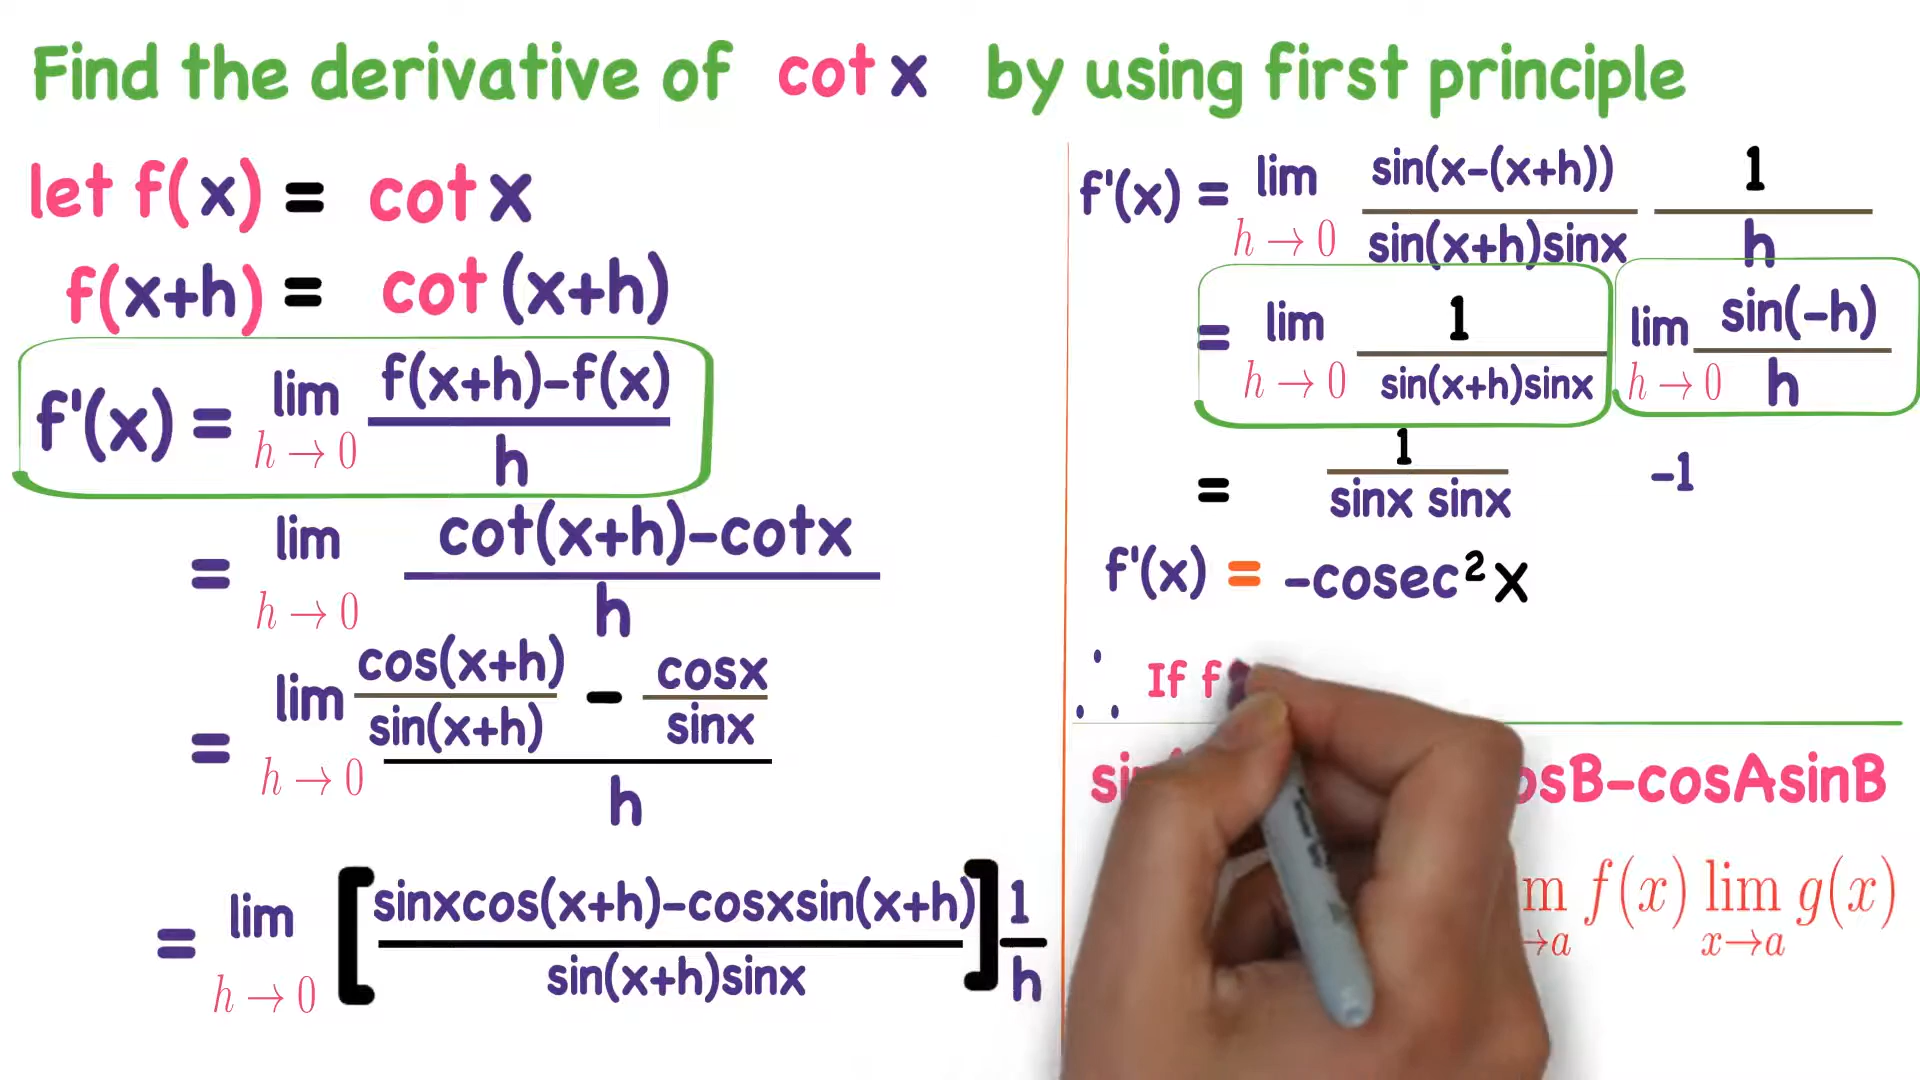 Find the derivative of cot x by using first principle
let f(x) = cot x
f(x+h) = cot (x+h)
f'(x) = lim h→0 f(x+h)-f(x) / h
= lim h→0 cot(x+h)-cotx / h
= lim h→0 cos(x+h) / sin(x+h) - cosx / sinx / h
= lim h→0 [ sinxcos(x+h)-cosxsin(x+h) / sin(x+h)sinx ] 1 / h
f'(x) = lim h→0 sin(x-(x+h)) / sin(x+h)sinx 1 / h
= lim h→0 1 / sin(x+h)sinx lim h→0 sin(-h) / h
= 1 / sinx sinx -1
f'(x) = -cosec²x
∴ If f
osB-cosAsinB
f(x) lim x→a g(x)